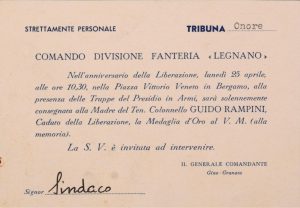 STRETTAMENTE PERSONALE
TRIBUNA Onore
COMANDO DIVISIONE FANTERIA «LEGNANO»
Nell'anniversario della Liberazione, lunedì 25 aprile,
alle ore 10,30, nella Piazza Vittorio Veneto in Bergamo, alla
presenza delle Truppe del Presidio in Armi, sarà solennemente
consegnata alla Madre del Ten. Colonnello GUIDO RAMPINI,
Caduto della Liberazione, la Medaglia d'Oro al V. M. (alla
memoria).
La S. V. è invitata ad intervenire.
IL GENERALE COMANDANTE
Gino Granata
Signor Sindaco